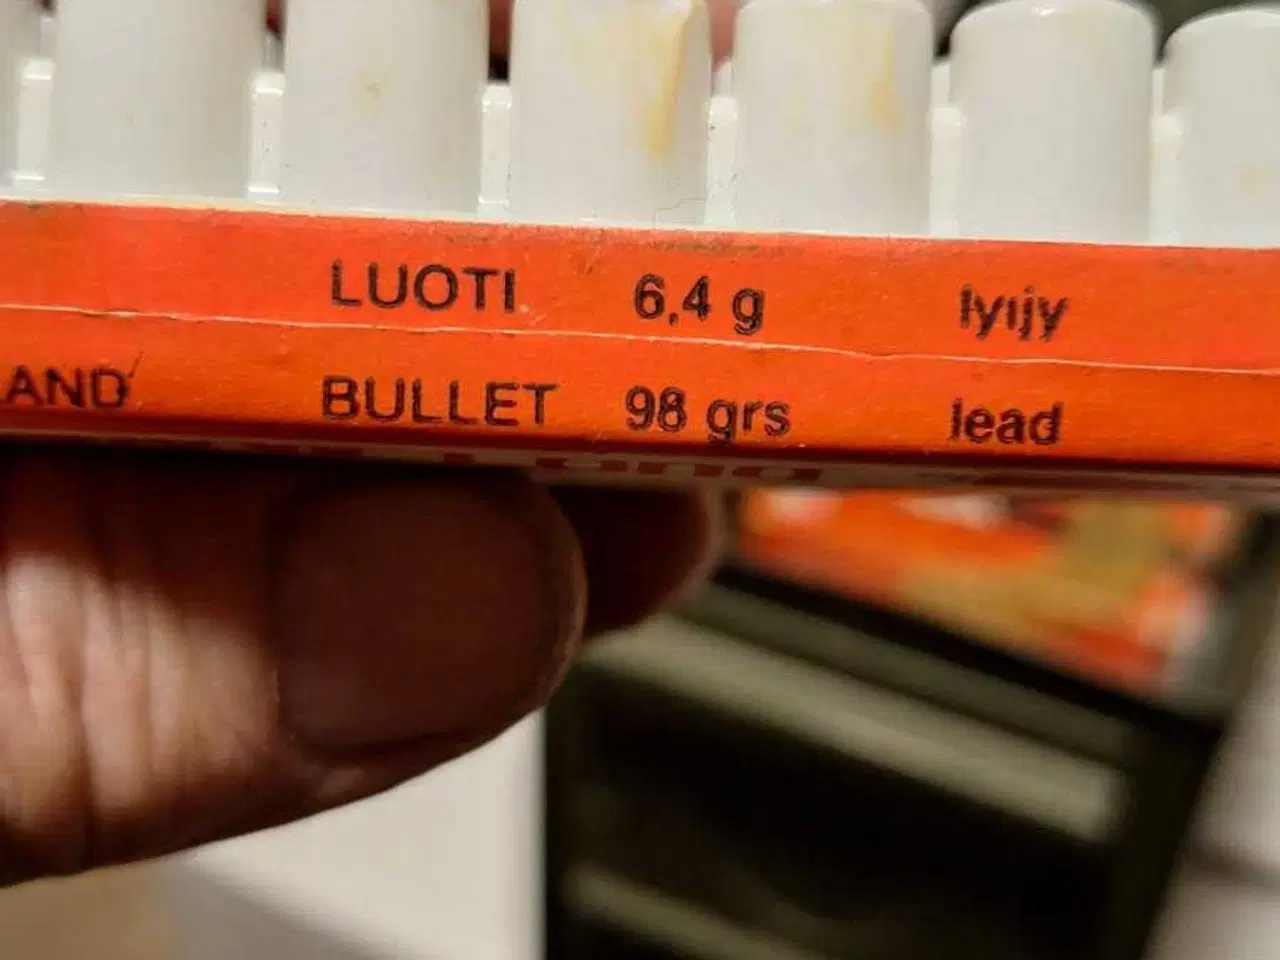 LUOTI 6,4 g lyijy
AND BULLET 98 grs lead